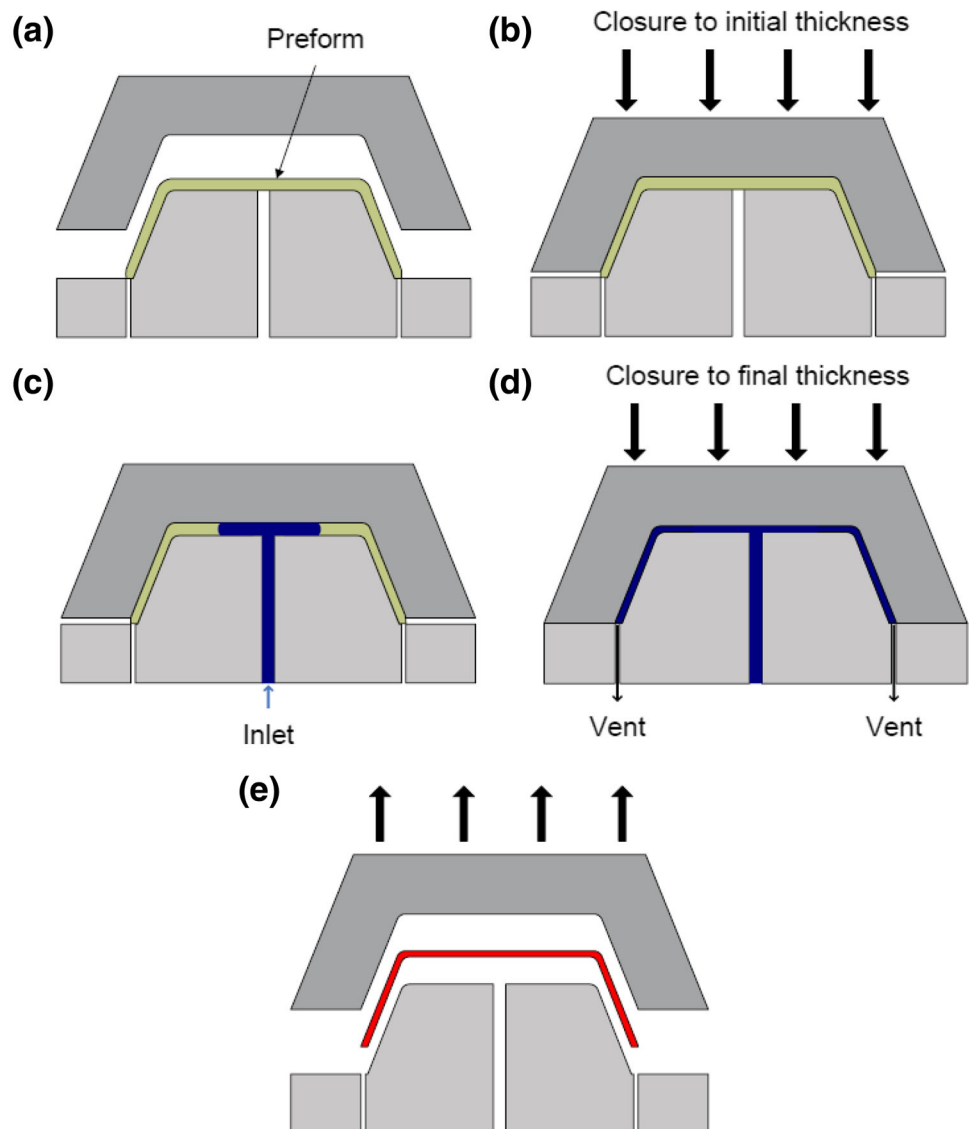 (a)
Preform
(b)
Closure to initial thickness
(c)
Inlet
(d)
Closure to final thickness
Vent
Vent
(e)